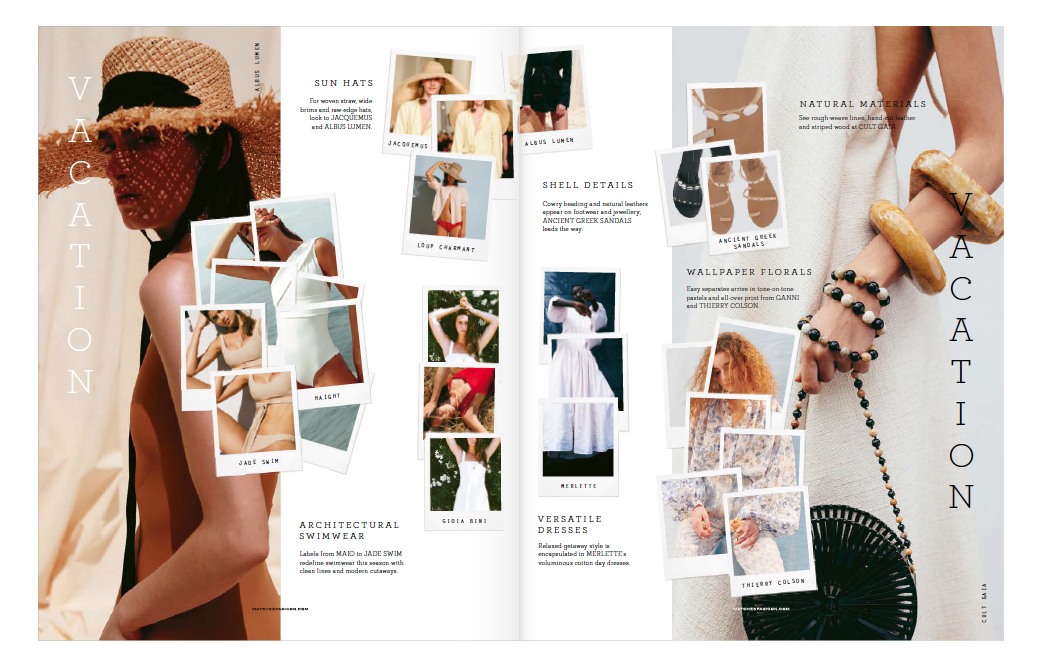 VACATION
ALBUS LUMEN
SUN HATS
For woven straw, wide
brims and raw-edge hats,
look to JACQUEMUS
and ALBUS LUMEN.
JACQUEMUS
ALBUS LUMEN
LOUP CHARMANT
HAIGHT
JADE SWIM
GIOIA BINI
ARCHITECTURAL
SWIMWEAR
Labels from MAIO to JADE SWIM
redefine swimwear this season with
clean lines and modern cutaways.
MATCHESFASHION.COM
SHELL DETAILS
Cowry beading and natural leathers
appear on footwear and jewellery;
ANCIENT GREEK SANDALS
leads the way.
MERLETTE
VERSATILE
DRESSES
Relaxed getaway style is
encapsulated in MERLETTE's
voluminous cotton day dresses.
ANCIENT GREEK
SANDALS
NATURAL MATERIALS
See rough-weave linen, hand-cut leather
and striped wood at CULT GAIA.
WALLPAPER FLORALS
Easy separates arrive in tone-on-tone
pastels and all-over print from GANNI
and THIERRY COLSON.
THIERRY COLSON
MATCHESFASHION.COM
VACATION
CULT GAIA